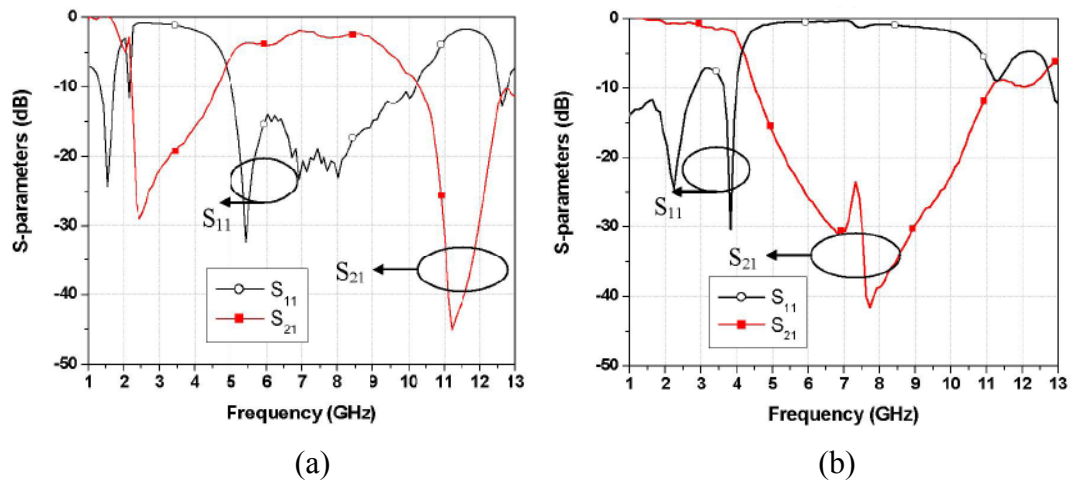 0
-10
-20
-30
-40
-50
S-parameters (dB)
S11
S21
S11
S21
1 2 3 4 5 6 7 8 9 10 11 12 13
Frequency (GHz)
(a)
0
-10
-20
-30
-40
-50
S-parameters (dB)
S11
S21
S11
S21
1 2 3 4 5 6 7 8 9 10 11 12 13
Frequency (GHz)
(b)